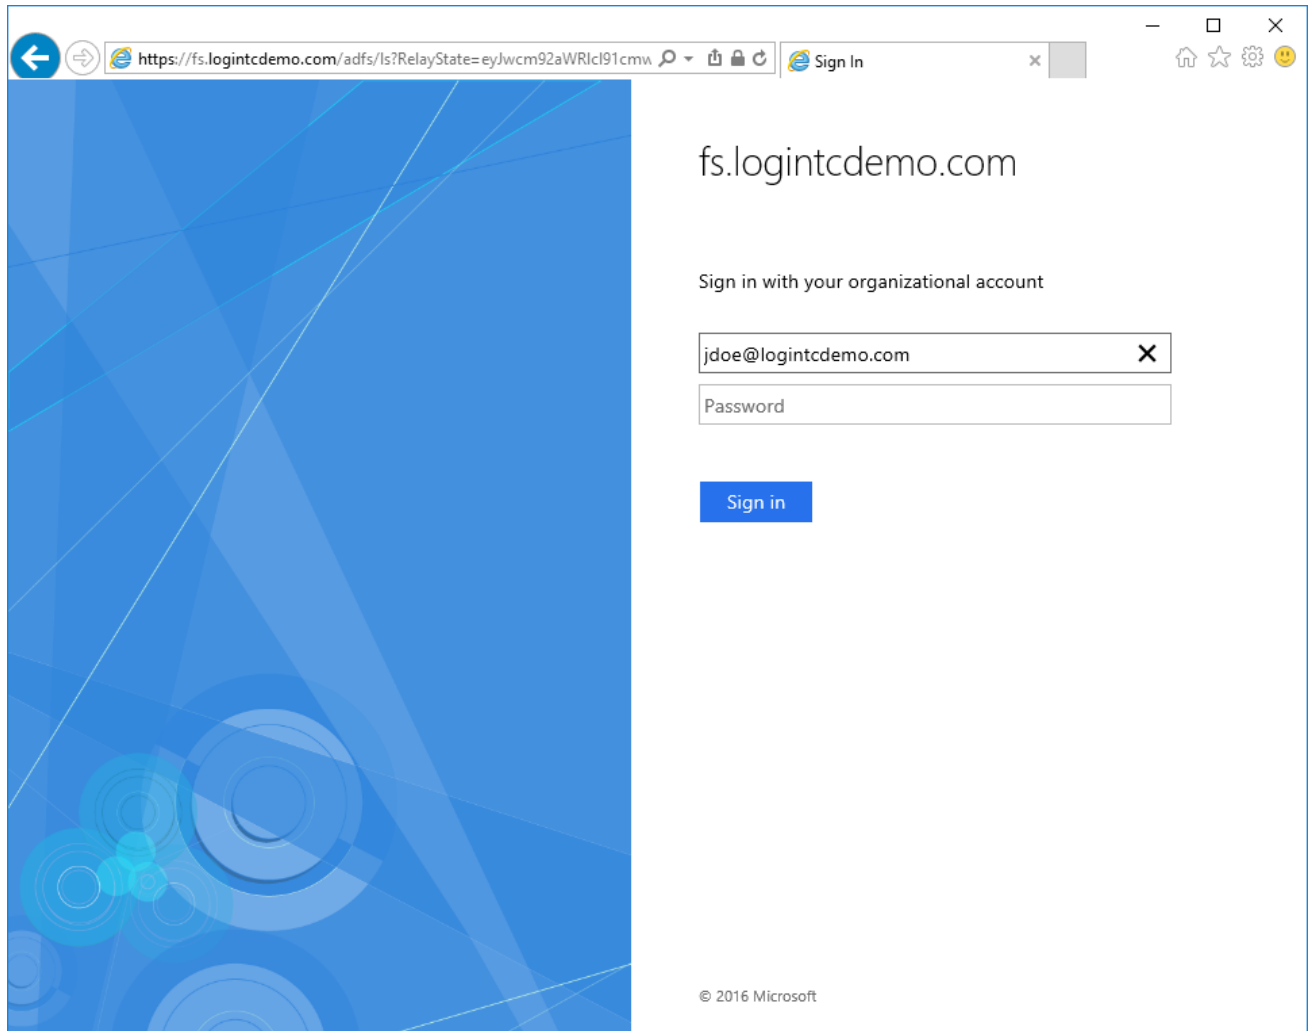 https://fs.logintcdemo.com/adfs/ls?RelayState=eyJwcm92aWRlcI91cmw
Sign In
fs.logintcdemo.com
Sign in with your organizational account
jdoe@logintcdemo.com
Password
Sign in
© 2016 Microsoft